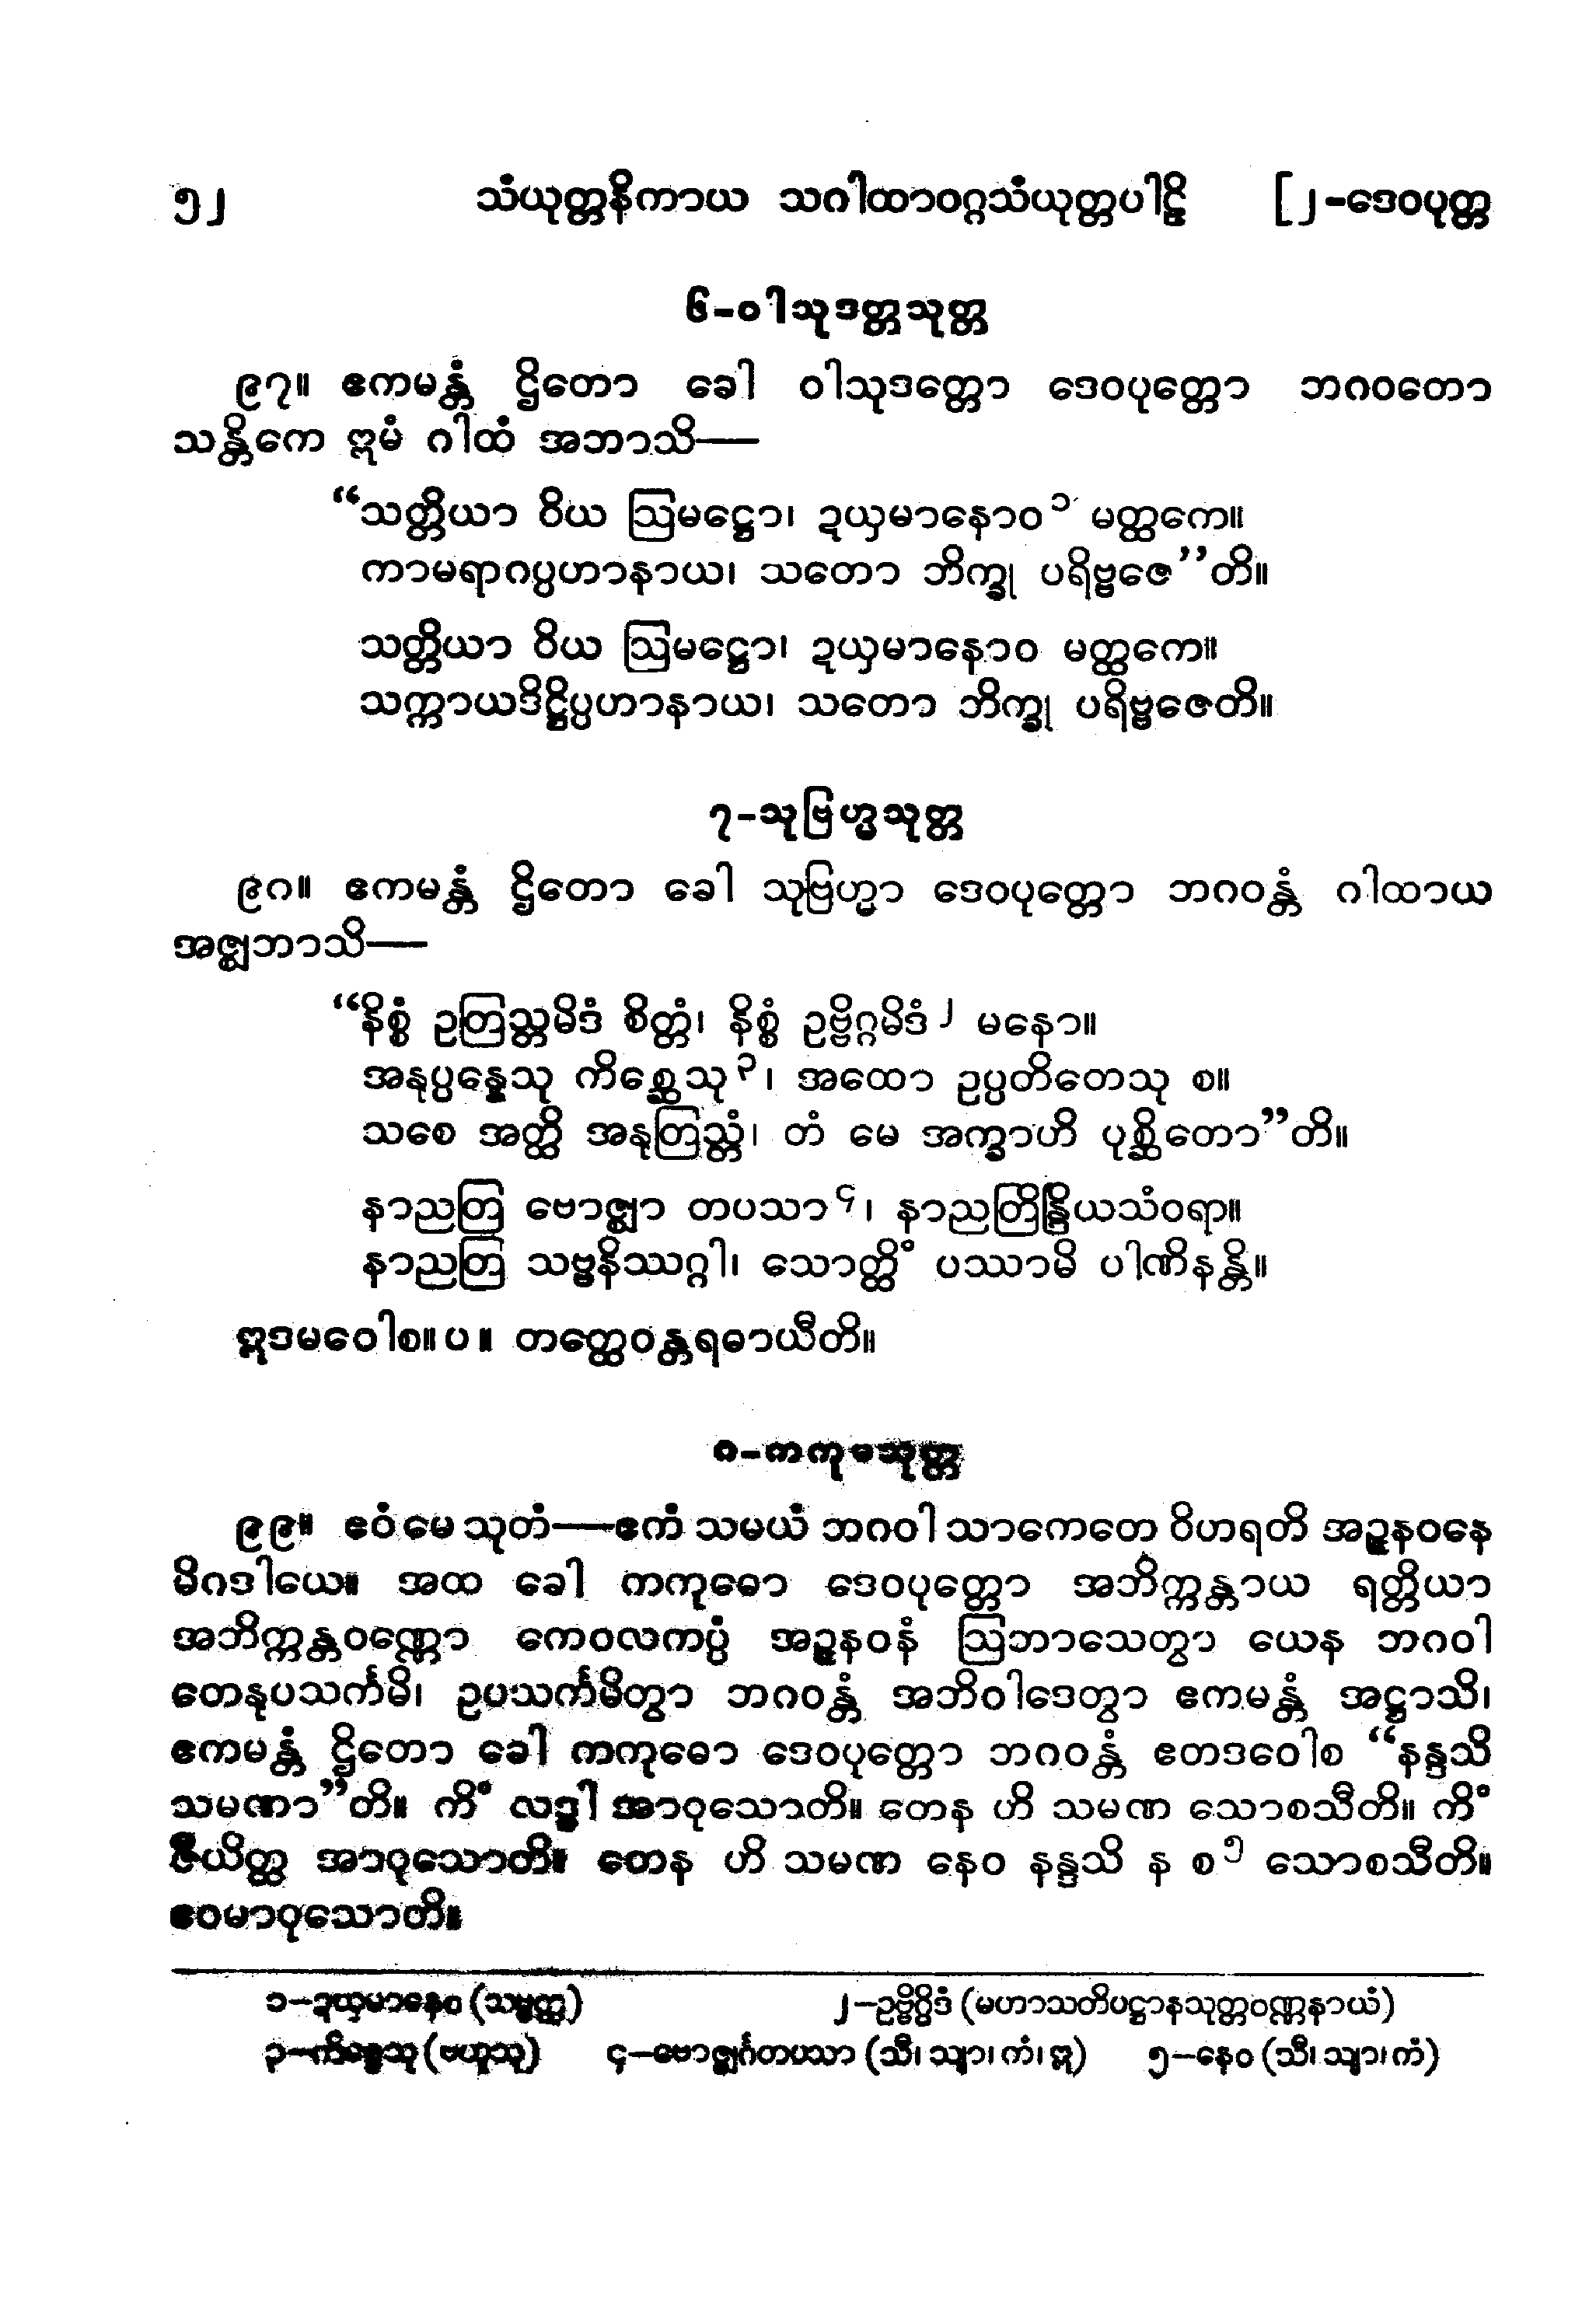 ၅၂ သံယုတ္တနိကာယ သဂါထာဝဂ္ဂသံယုတ္တပါဠိ [၂-ဒေဝပုတ္တ
၆-ဝါသုဒတ္တသုတ္တ
၉၇။ ဧကမန္တံ ဌိတော ခေါ ဝါသုဒတ္တော ဒေဝပုတ္တော ဘဂဝတော
သန္တိကေ ဣမံ ဂါထံ အဘာသိ—
“သတ္တိယာ ဝိယ ဩမဋ္ဌော၊ ဍယှမာနောဝ ၁ မတ္ထကေ။
ကာမရာဂပ္ပဟာနာယ၊ သတော ဘိက္ခု ပရိဗ္ဗဇေ”တိ။
သတ္တိယာ ဝိယ ဩမဋ္ဌော၊ ဍယှမာနောဝ မတ္ထကေ။
သက္ကာယဒိဋ္ဌိပ္ပဟာနာယ၊ သတော ဘိက္ခု ပရိဗ္ဗဇေတိ။
၇-သုဗြဟ္မသုတ္တ
၉၈။ ဧကမန္တံ ဌိတော ခေါ သုဗြဟ္မာ ဒေဝပုတ္တော ဘဂဝန္တံ ဂါထာယ
အဇ္ဈဘာသိ—
“နိစ္စံ ဥတြသ္တမိဒံ စိတ္တံ၊ နိစ္စံ ဥဗ္ဗိဂ္ဂမိဒံ ၂ မနော။
အနုပ္ပန္နေသု ကိစ္ဆေသု ၃၊ အထော ဥပ္ပတိတေသု စ။
သစေ အတ္ထိ အနုတြသ္တံ၊ တံ မေ အက္ခာဟိ ပုစ္ဆိတော”တိ။
နာညတြ ဗောဇ္ဈာ တပသာ ၄၊ နာညတြိန္ဒြိယသံဝရာ။
နာညတြ သဗ္ဗနိဿဂ္ဂါ၊ သောတ္ထိံ ပဿာမိ ပါဏိနန္တိ။
ဣဒမဝေါစ။ ပ ။ တတ္ထေဝန္တရဓာယီတိ။
၈-ကကုဓသုတ္တ
၉၉။ ဧဝံ မေ သုတံ—ဧကံ သမယံ ဘဂဝါ သာကေတေ ဝိဟရတိ အဉ္ဇနဝနေ
မိဂဒါယေ။ အထ ခေါ ကကုဓော ဒေဝပုတ္တော အဘိက္ကန္တာယ ရတ္တိယာ
အဘိက္ကန္တဝဏ္ဏော ကေဝလကပ္ပံ အဉ္ဇနဝနံ ဩဘာသေတွာ ယေန ဘဂဝါ
တေနုပသင်္ကမိ၊ ဥပသင်္ကမိတွာ ဘဂဝန္တံ အဘိဝါဒေတွာ ဧကမန္တံ အဋ္ဌာသိ၊
ဧကမန္တံ ဌိတော ခေါ ကကုဓော ဒေဝပုတ္တော ဘဂဝန္တံ ဧတဒဝေါစ “နန္ဒသိ
သမဏာ”တိ။ ကိံ လဒ္ဓါ အာဝုသောတိ။ တေန ဟိ သမဏ သောစသီတိ။ ကိံ
ဇီယိတ္ထ အာဝုသောတိ။ တေန ဟိ သမဏ နေဝ နန္ဒသိ န စ ၅ သောစသီတိ။
ဧဝမာဝုသောတိ။
၁-ဍယှမာနေဝ (သဗ္ဗတ္ထ) ၂-ဥဗ္ဗိဂ္ဂိဒံ (မဟာသတိပဋ္ဌာနသုတ္တဝဏ္ဏနာယံ)
၃-ကိစ္စေသု (ဗဟူသု) ၄-ဗောဇ္ဈင်္ဂတပသာ (သီ၊ သျာ၊ ကံ၊ ဣ) ၅-နေဝ (သီ၊ သျာ၊ ကံ)